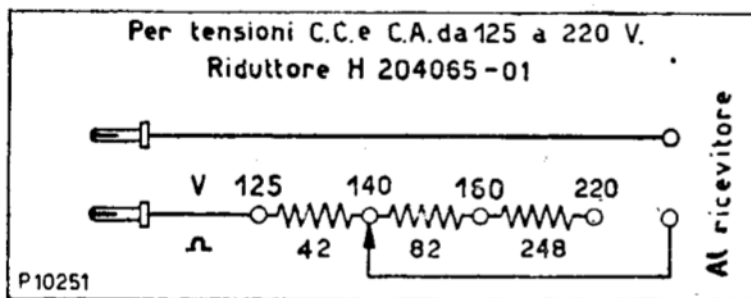 Per tensioni C.C. e C.A. da 125 a 220 V.
Riduttore H 204065-01
V 125 140 160 220
Ω 42 82 248
Al ricevitore
P10251